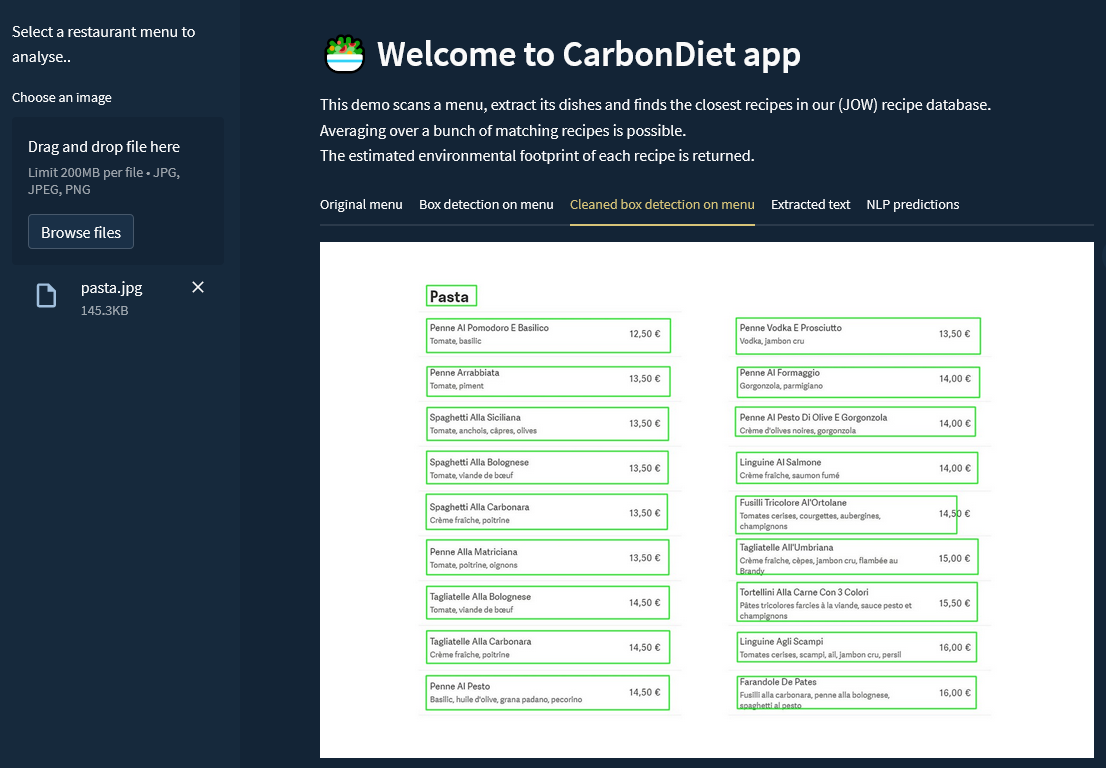 Select a restaurant menu to
analyse..
Choose an image
Drag and drop file here
Limit 200MB per file • JPG,
JPEG, PNG
Browse files
pasta.jpg
145.3KB
Welcome to CarbonDiet app
This demo scans a menu, extract its dishes and finds the closest recipes in our (JOW) recipe database.
Averaging over a bunch of matching recipes is possible.
The estimated environmental footprint of each recipe is returned.
Original menu Box detection on menu Cleaned box detection on menu Extracted text NLP predictions
Pasta
Penne Al Pomodoro E Basilico 12,50 €
Tomate, basilic
Penne Arrabbiata 13,50 €
Tomate, piment
Spaghetti Alla Siciliana 13,50 €
Tomate, anchois, câpres, olives
Spaghetti Alla Bolognese 13,50 €
Tomate, viande de bœuf
Spaghetti Alla Carbonara 13,50 €
Crème fraîche, poitrine
Penne Alla Matriciana 13,50 €
Tomate, poitrine, oignons
Tagliatelle Alla Bolognese 14,50 €
Tomate, viande de bœuf
Tagliatelle Alla Carbonara 14,50 €
Crème fraîche, poitrine
Penne Al Pesto 14,50 €
Basilic, huile d'olive, grana padano, pecorino
Penne Vodka E Prosciutto 13,50 €
Vodka, jambon cru
Penne Al Formaggio 14,00 €
Gorgonzola, parmigiano
Penne Al Pesto Di Olive E Gorgonzola 14,00 €
Crème d'olives noires, gorgonzola
Linguine Al Salmone 14,00 €
Crème fraîche, saumon fumé
Fusilli Tricolore Al'Ortolane 14,50 €
Tomates cerises, courgettes, aubergines,
champignons
Tagliatelle All'Umbriana 15,00 €
Crème fraîche, cèpes, jambon cru, flambée au
Brandy
Tortellini Alla Carne Con 3 Colori 15,50 €
Pâtes tricolores farcies à la viande, sauce pesto et
champignons
Linguine Agli Scampi 16,00 €
Tomates cerises, scampi, ail, jambon cru, persil
Farandole De Pates 16,00 €
Fusilli alla carbonara, penne alla bolognese,
spaghetti al pesto